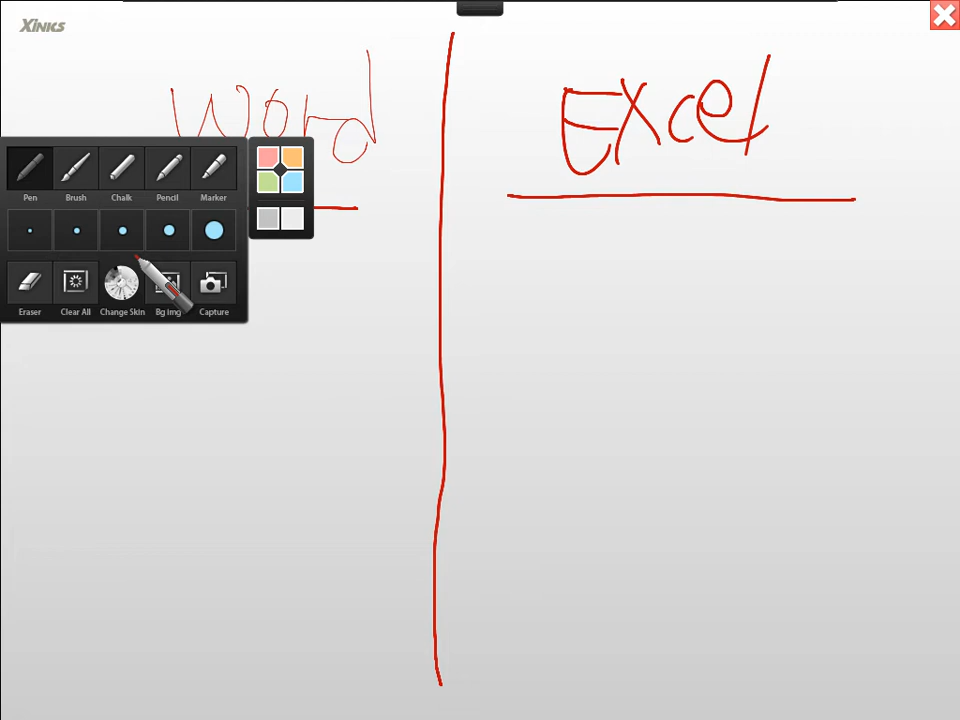 XINKS
Word
Excel
Pen Brush Chalk Pencil Marker
Eraser Clear All Change Skin Bg img Capture